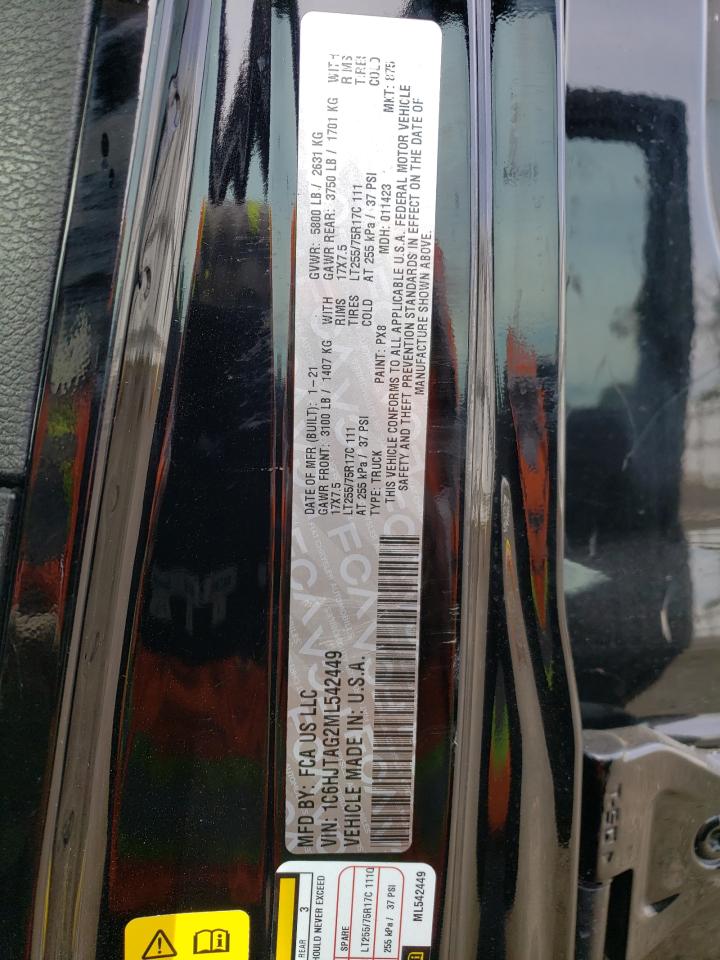 MFD BY: FCA US LLC
VIN: 1C6HJTAG2ML542449
VEHICLE MADE IN: U.S.A.
DATE OF MFR (BUILT): 1-21 GVWR: 5800 LB / 2631 KG
GAWR FRONT: 3100 LB / 1407 KG WITH GAWR REAR: 3750 LB / 1701 KG WITH
17X7.5 RIMS 17X7.5 RIMS
LT255/75R17C 111 TIRES LT255/75R17C 111 TIRES
AT 255 kPa / 37 PSI COLD AT 255 kPa / 37 PSI COLD
TYPE: TRUCK PAINT: PX8 MDH: 011423 MKT: 875
THIS VEHICLE CONFORMS TO ALL APPLICABLE U.S.A. FEDERAL MOTOR VEHICLE
SAFETY AND THEFT PREVENTION STANDARDS IN EFFECT ON THE DATE OF
MANUFACTURE SHOWN ABOVE.
REAR 3
SHOULD NEVER EXCEED
SPARE
LT255/75R17C 111
255 kPa / 37 PSI
ML542449